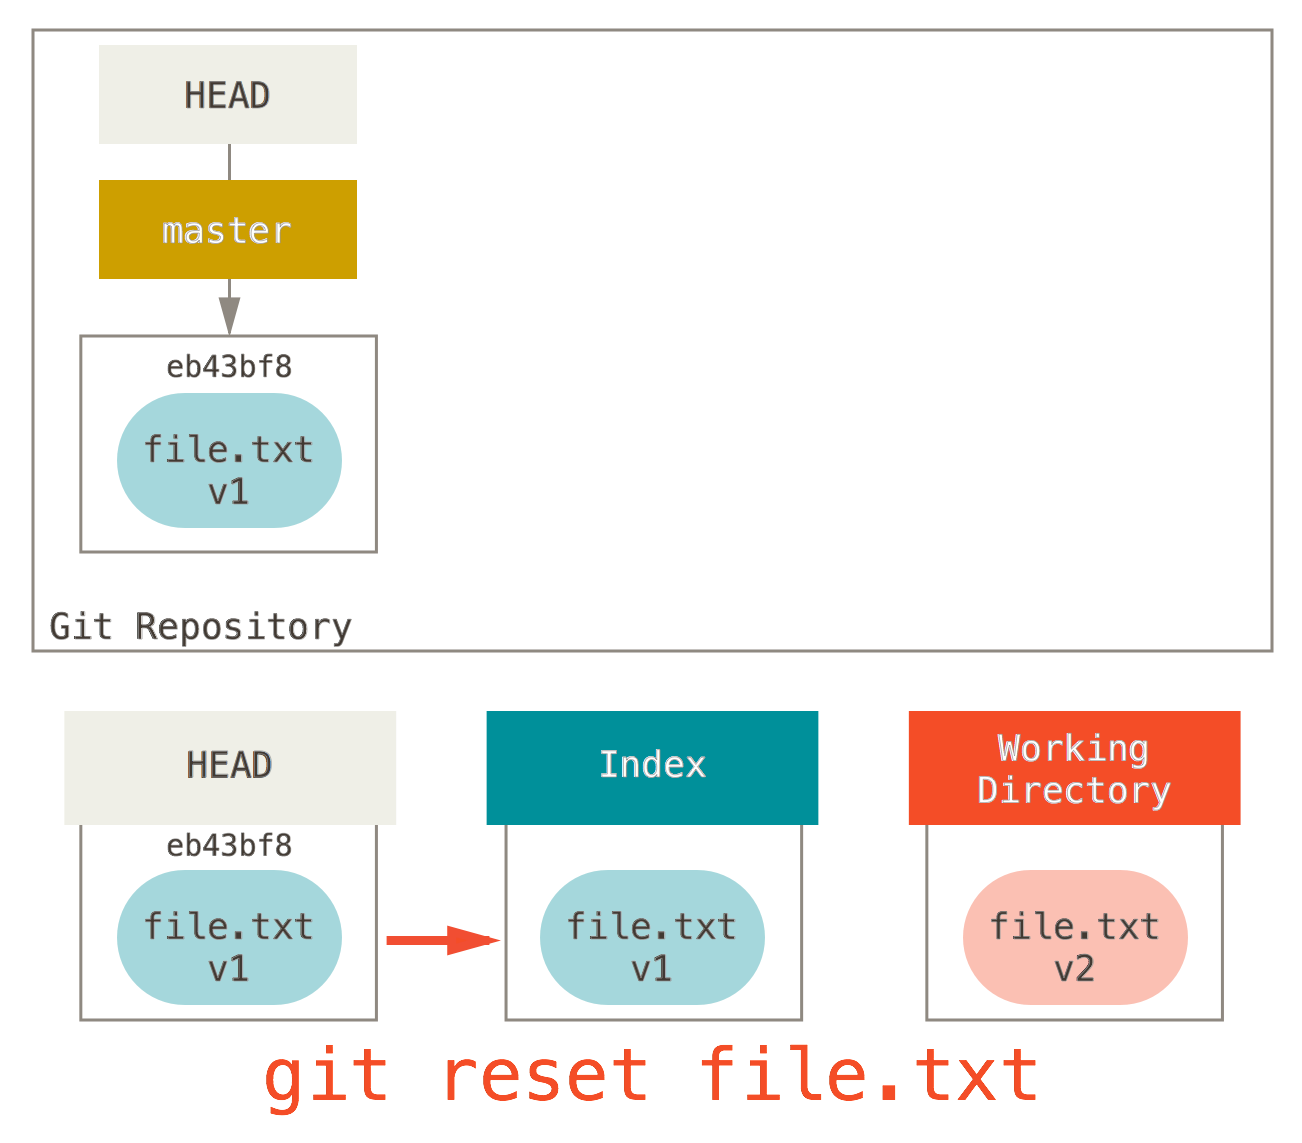 HEAD
master
eb43bf8
file.txt
v1
Git Repository
HEAD
Index
Working
Directory
eb43bf8
file.txt
v1
file.txt
v1
file.txt
v2
git reset file.txt